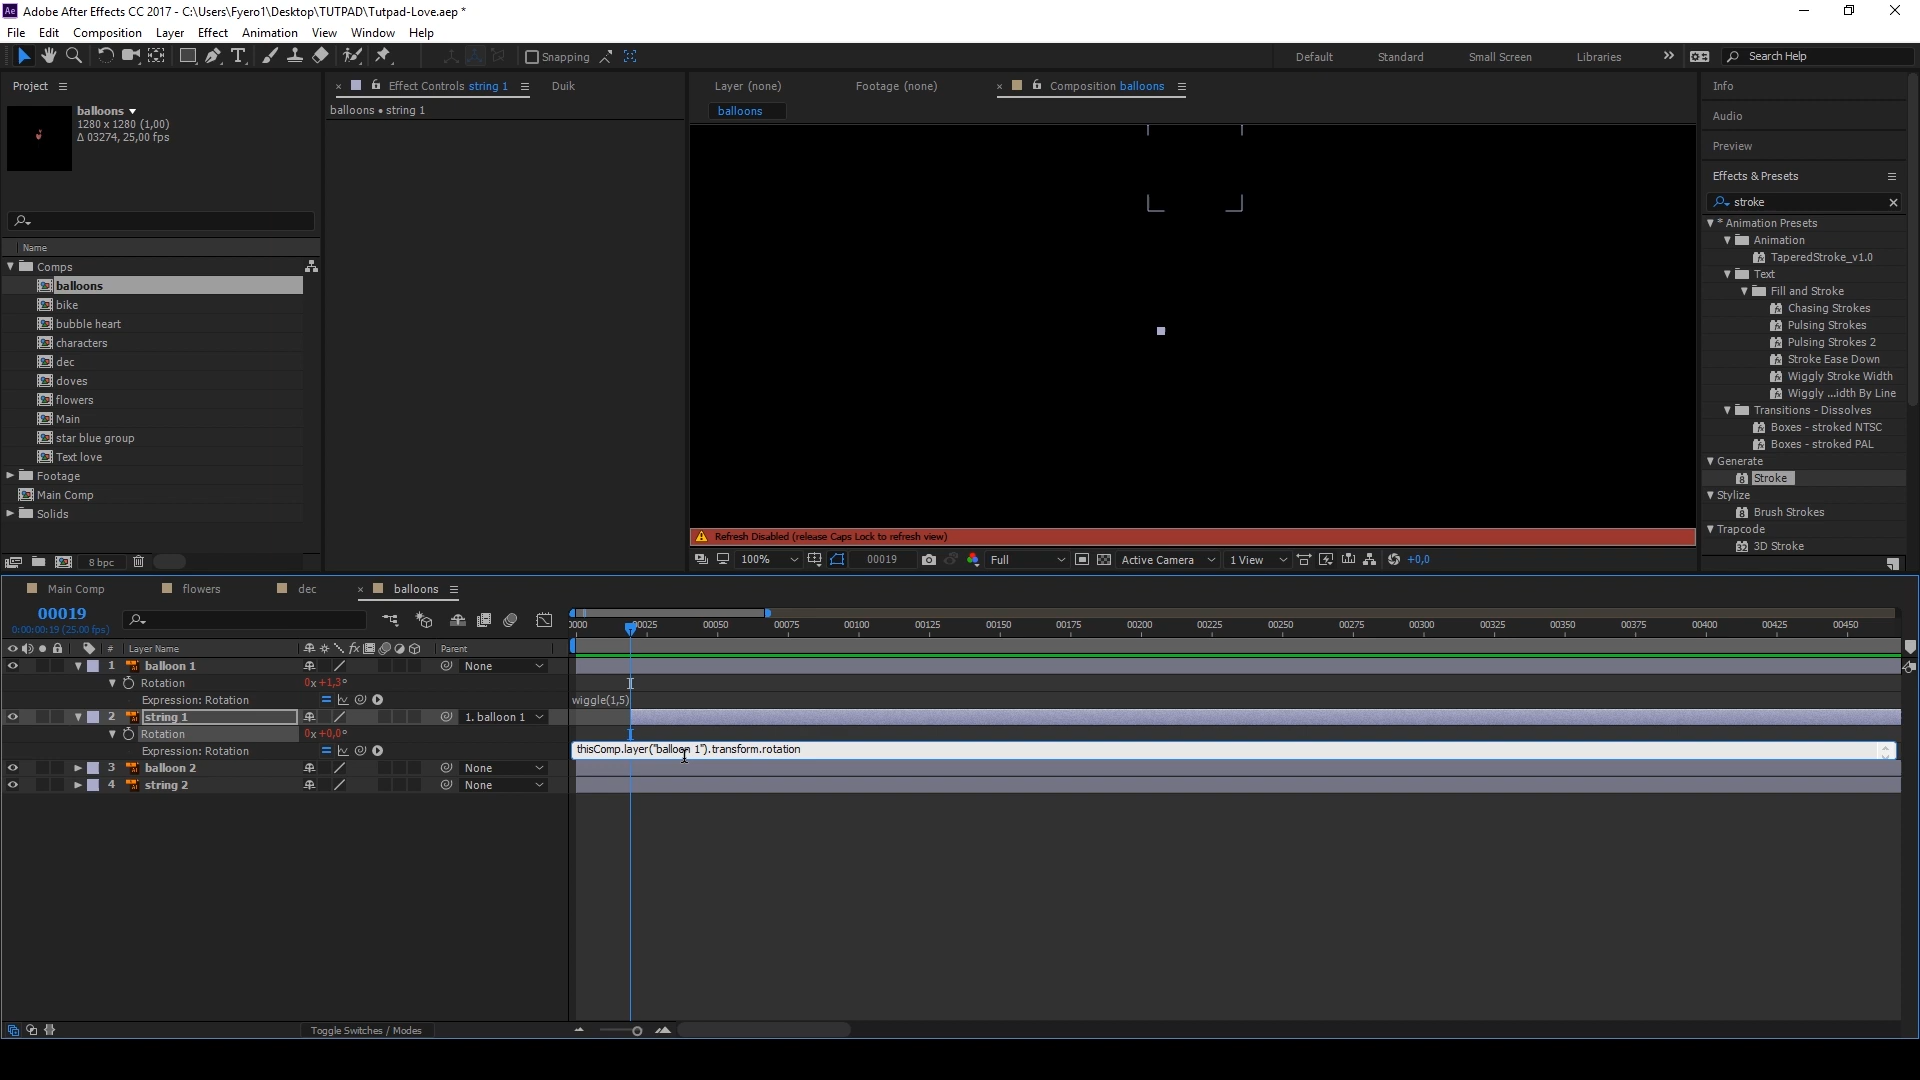 Adobe After Effects CC 2017 - C:\Users\Fyero1\Desktop\TUTPAD\Tutpad-Love.aep *
File Edit Composition Layer Effect Animation View Window Help
Snapping
Default Standard Small Screen Libraries
Search Help
Project
balloons
1280 x 1280 (1,00)
Δ 03274, 25,00 fps
Name
Comps
balloons
bike
bubble heart
characters
dec
doves
flowers
Main
star blue group
Text love
Footage
Main Comp
Solids
8 bpc
Effect Controls string 1
Duik
balloons • string 1
Layer (none)
Footage (none)
Composition balloons
balloons
Refresh Disabled (release Caps Lock to refresh view)
100% 00019 Full Active Camera 1 View +0,0
Info
Audio
Preview
Effects & Presets
stroke
* Animation Presets
Animation
TaperedStroke_v1.0
Text
Fill and Stroke
Chasing Strokes
Pulsing Strokes
Pulsing Strokes 2
Stroke Ease Down
Wiggly Stroke Width
Wiggly ...idth By Line
Transitions - Dissolves
Boxes - stroked NTSC
Boxes - stroked PAL
Generate
Stroke
Stylize
Brush Strokes
Trapcode
3D Stroke
Main Comp flowers dec balloons
00019
0:00:00:19 (25.00 fps)
0000 00025 00050 00075 00100 00125 00150 00175 00200 00225 00250 00275 00300 00325 00350 00375 00400 00425 00450
# Layer Name fx Parent
1 balloon 1 None
Rotation 0x+1,3°
Expression: Rotation wiggle(1,5)
2 string 1 1. balloon 1
Rotation 0x+0,0°
Expression: Rotation thisComp.layer("balloon 1").transform.rotation
3 balloon 2 None
4 string 2 None
Toggle Switches / Modes